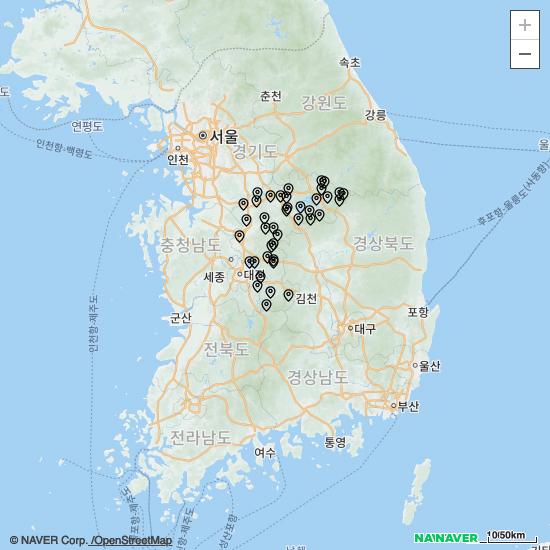 +
−
속초
춘천
강원도
강릉
도
연평도
서울
울
인천항-백령도
경기도
인천
후포항-울릉도(사동항)
충청남도
경상북도
세종
대전
김천
인천항-제주도
군산
포항
대구
전북도
울산
경상남도
부산
전라남도
통영
여수
© NAVER Corp. /OpenStreetMap
NAVER
10/50km